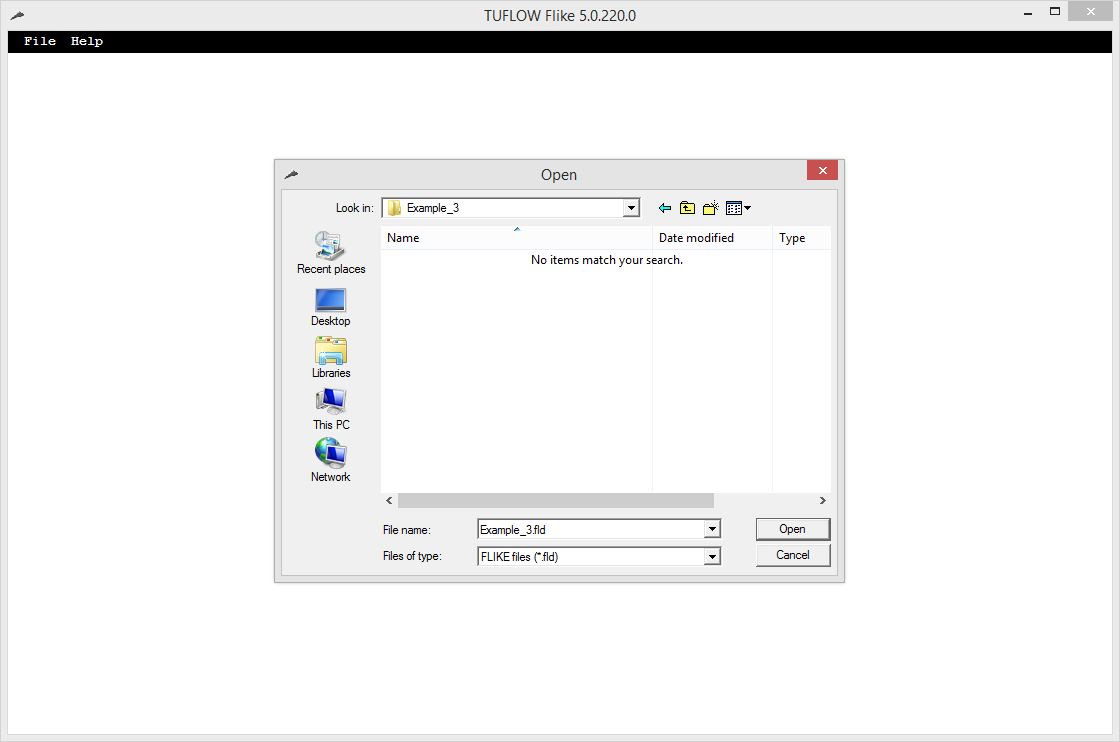 TUFLOW Flike 5.0.220.0
File Help
Open
Look in: Example_3
Name Date modified Type
No items match your search.
Recent places
Desktop
Libraries
This PC
Network
File name: Example_3.fld Open
Files of type: FLIKE files (*.fld) Cancel